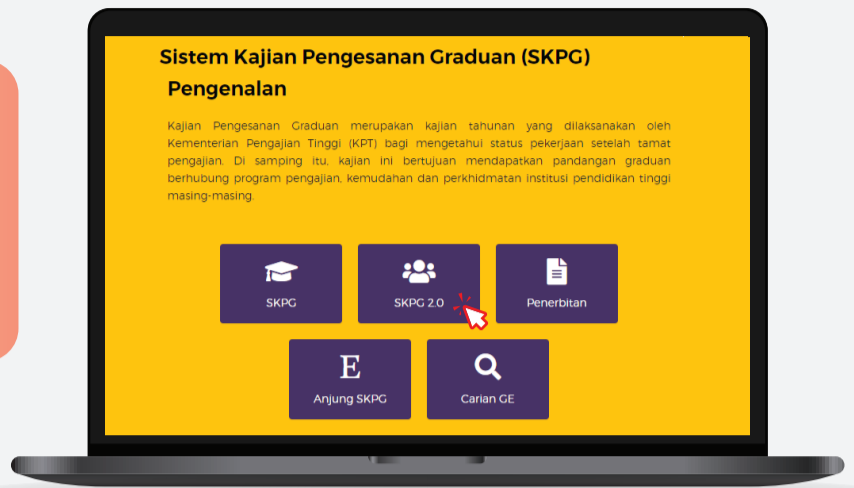 Sistem Kajian Pengesanan Graduan (SKPG)
Pengenalan
Kajian Pengesanan Graduan merupakan kajian tahunan yang dilaksanakan oleh
Kementerian Pengajian Tinggi (KPT) bagi mengetahui status pekerjaan setelah tamat
pengajian. Di samping itu, kajian ini bertujuan mendapatkan pandangan graduan
berhubung program pengajian, kemudahan dan perkhidmatan institusi pendidikan tinggi
masing-masing.
SKPG
SKPG 2.0
Penerbitan
E
Anjung SKPG
Carian GE